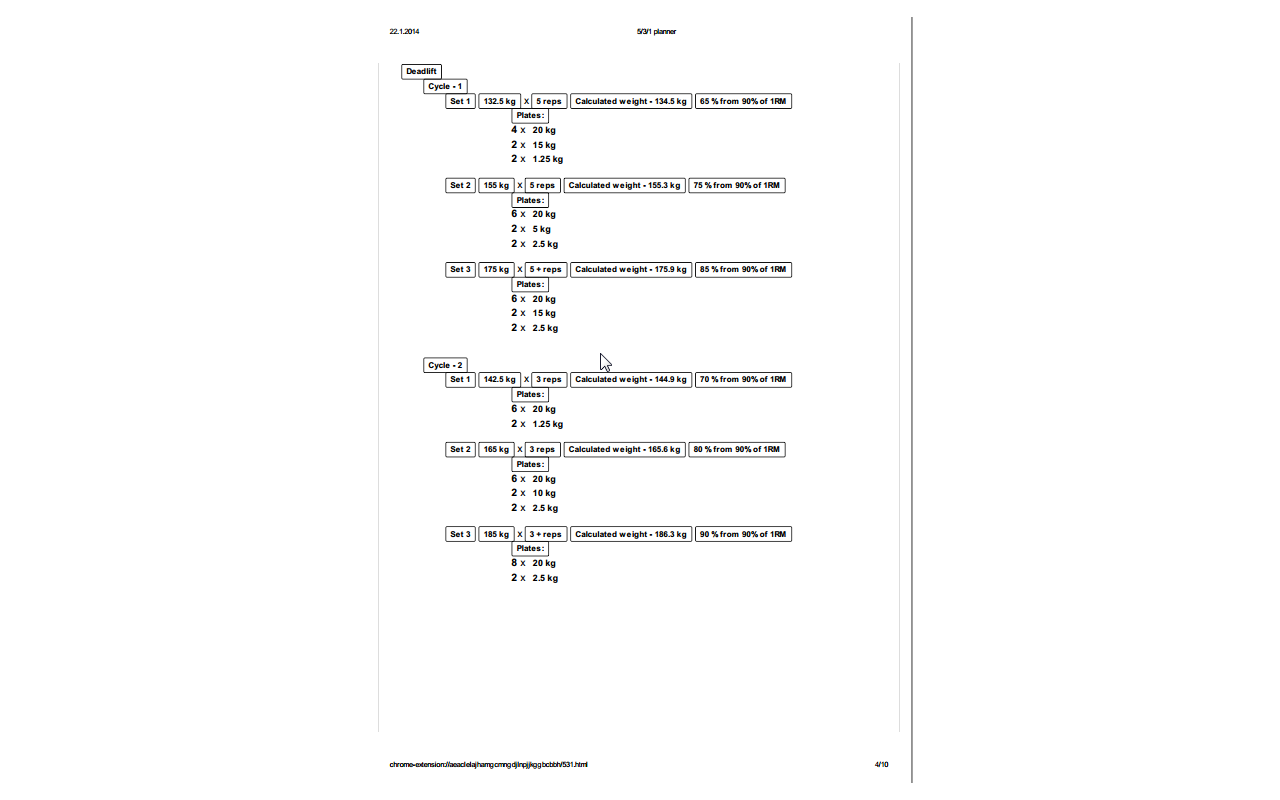 22.1.2014 5/3/1 planner
Deadlift
Cycle - 1
Set 1 132.5 kg X 5 reps Calculated weight - 134.5 kg 65 % from 90% of 1RM
Plates:
4 X 20 kg
2 X 15 kg
2 X 1.25 kg
Set 2 155 kg X 5 reps Calculated weight - 155.3 kg 75 % from 90% of 1RM
Plates:
6 X 20 kg
2 X 5 kg
2 X 2.5 kg
Set 3 175 kg X 5 + reps Calculated weight - 175.9 kg 85 % from 90% of 1RM
Plates:
6 X 20 kg
2 X 15 kg
2 X 2.5 kg
Cycle - 2
Set 1 142.5 kg X 3 reps Calculated weight - 144.9 kg 70 % from 90% of 1RM
Plates:
6 X 20 kg
2 X 1.25 kg
Set 2 165 kg X 3 reps Calculated weight - 165.6 kg 80 % from 90% of 1RM
Plates:
6 X 20 kg
2 X 10 kg
2 X 2.5 kg
Set 3 185 kg X 3 + reps Calculated weight - 186.3 kg 90 % from 90% of 1RM
Plates:
8 X 20 kg
2 X 2.5 kg
4/10